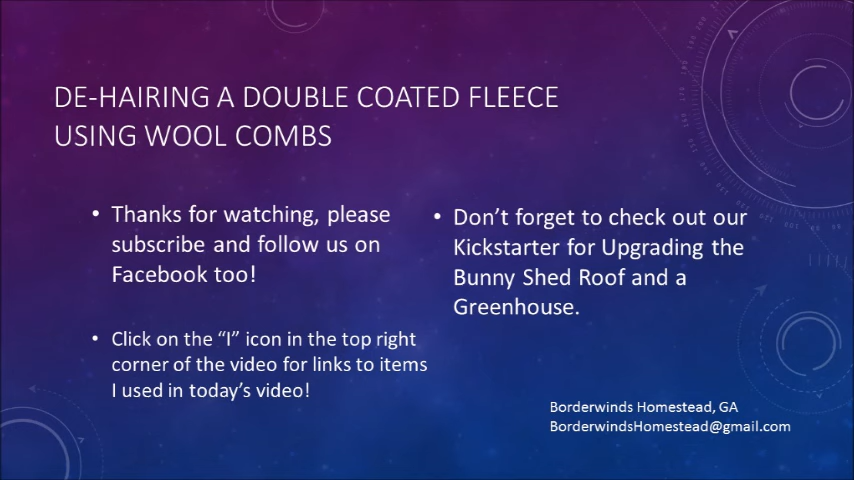 DE-HAIRING A DOUBLE COATED FLEECE
USING WOOL COMBS
• Thanks for watching, please
subscribe and follow us on
Facebook too!
• Click on the “I” icon in the top right
corner of the video for links to items
I used in today’s video!
• Don’t forget to check out our
Kickstarter for Upgrading the
Bunny Shed Roof and a
Greenhouse.
Borderwinds Homestead, GA
BorderwindsHomestead@gmail.com